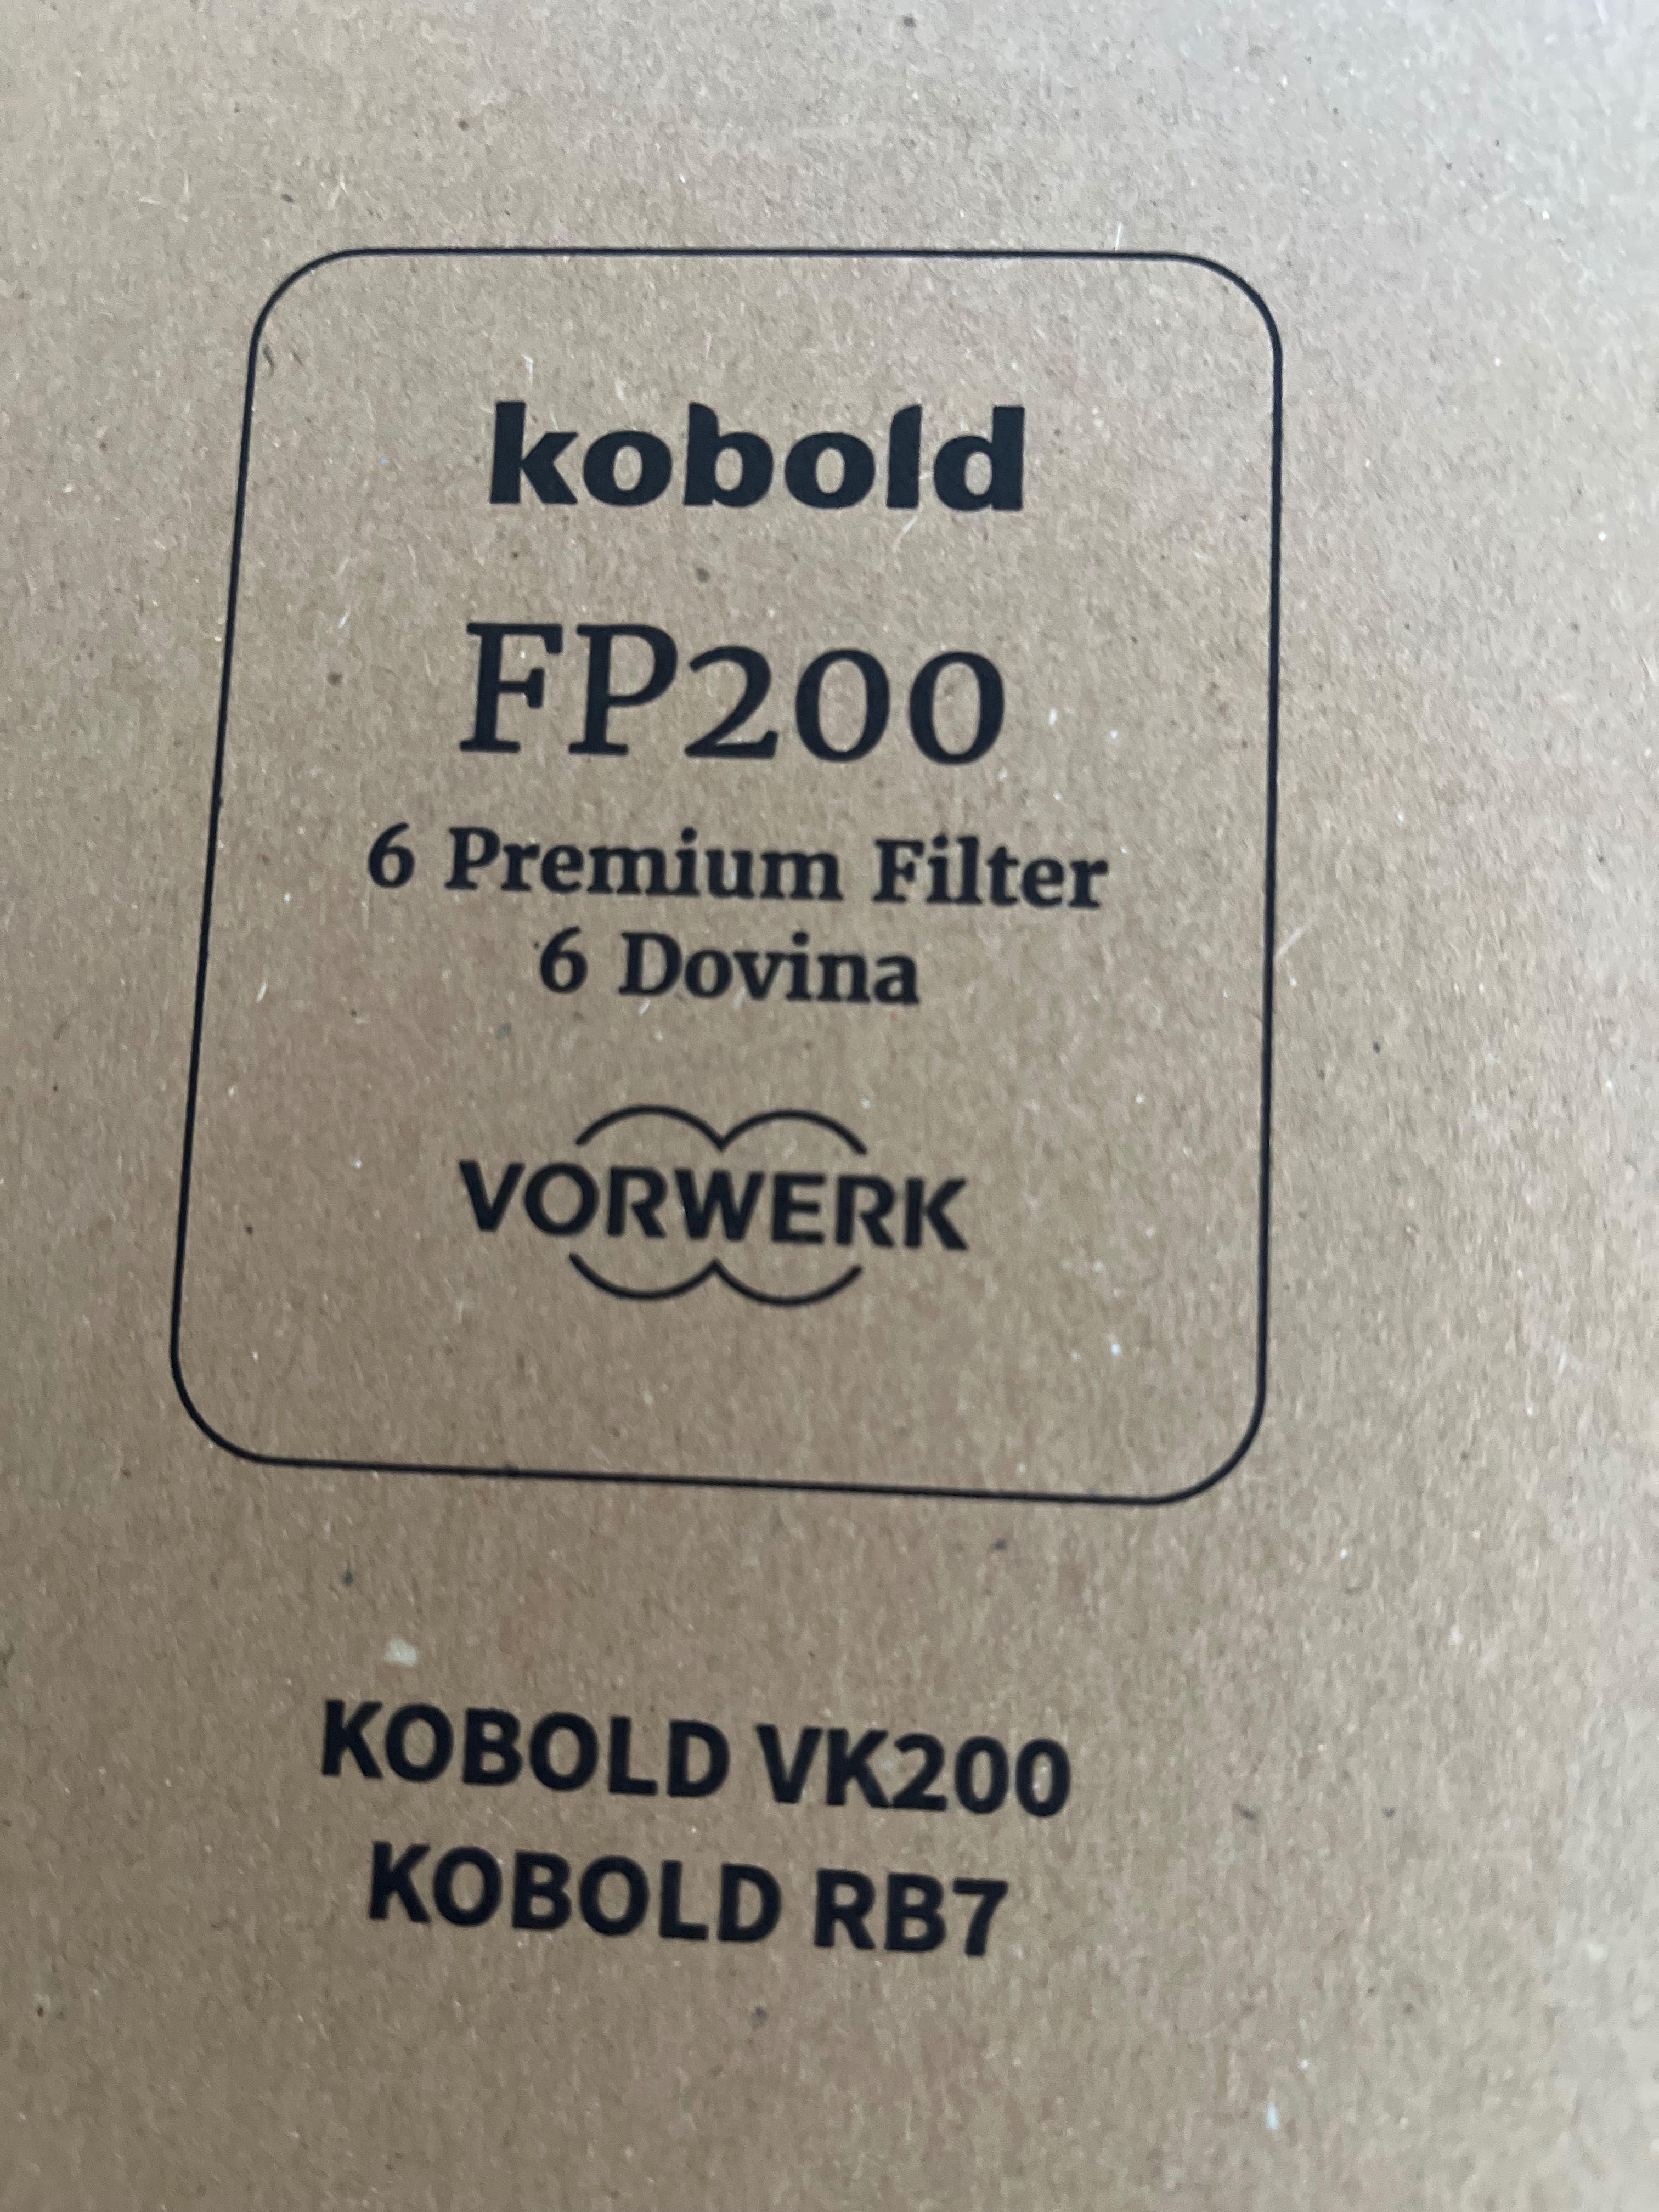 kobold
FP200
6 Premium Filter
6 Dovina
VORWERK
KOBOLD VK200
KOBOLD RB7